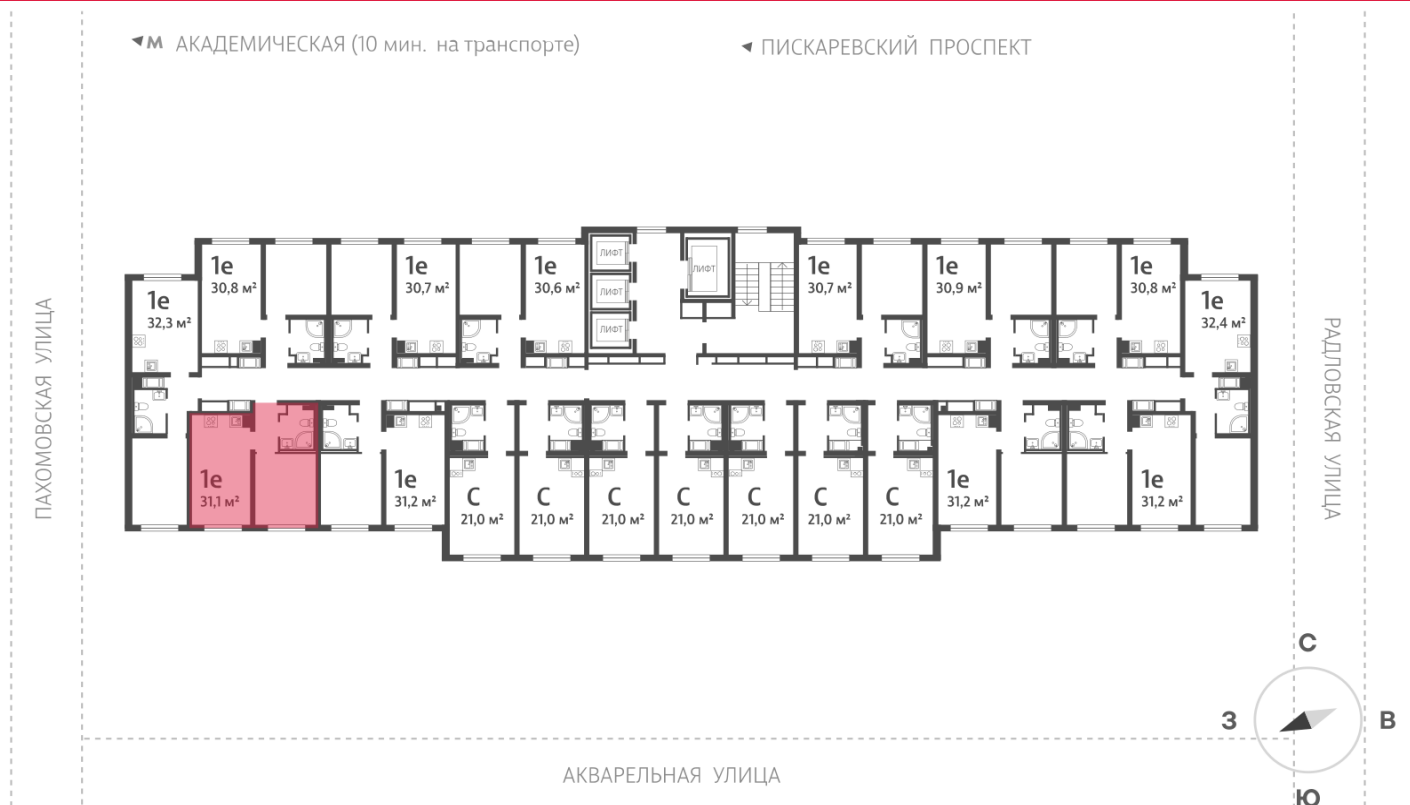 М АКАДЕМИЧЕСКАЯ (10 мин. на транспорте)
ПИСКАРЕВСКИЙ ПРОСПЕКТ
ПАХОМОВСКАЯ УЛИЦА
1е
32,3 м²
1е
30,8 м²
1е
30,7 м²
1е
30,6 м²
ЛИФТ
ЛИФТ
ЛИФТ
ЛИФТ
1е
30,7 м²
1е
30,9 м²
1е
30,8 м²
1е
32,4 м²
РАДЛОВСКАЯ УЛИЦА
1е
31,1 м²
1е
31,2 м²
С
21,0 м²
С
21,0 м²
С
21,0 м²
С
21,0 м²
С
21,0 м²
С
21,0 м²
С
21,0 м²
1е
31,2 м²
1е
31,2 м²
С
З
В
Ю
АКВАРЕЛЬНАЯ УЛИЦА